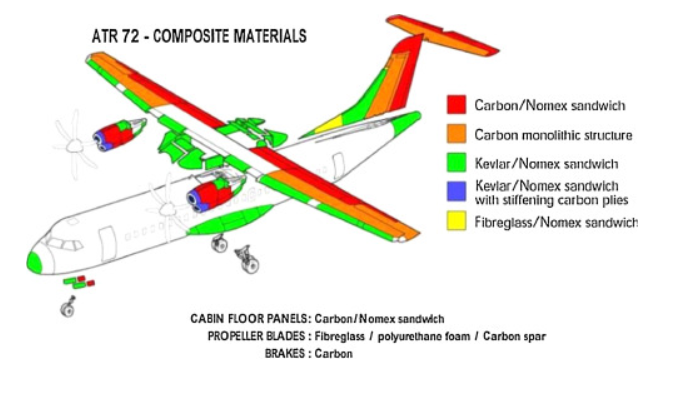 ATR 72 - COMPOSITE MATERIALS
Carbon/Nomex sandwich
Carbon monolithic structure
Kevlar/Nomex sandwich
Kevlar/Nomex sandwich
with stiffening carbon plies
Fibreglass/Nomex sandwich
CABIN FLOOR PANELS: Carbon/Nomex sandwich
PROPELLER BLADES : Fibreglass / polyurethane foam / Carbon spar
BRAKES : Carbon